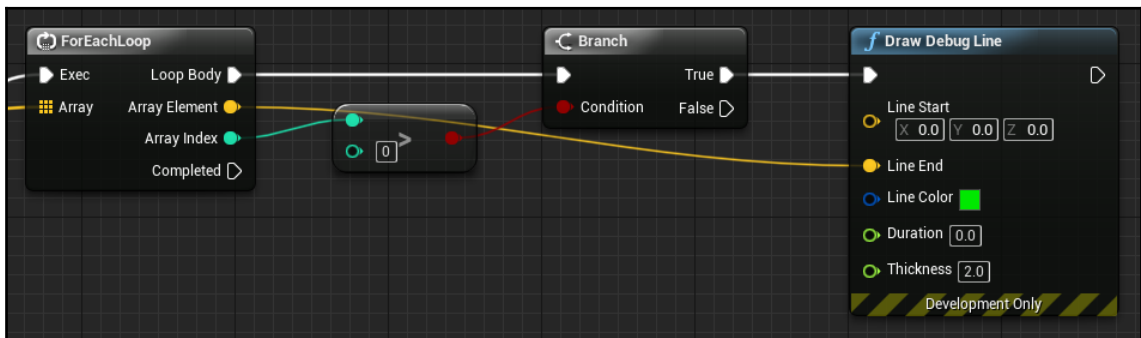 ForEachLoop
Exec
Loop Body
Array
Array Element
Array Index
Completed
0
>
Branch
True
Condition
False
f Draw Debug Line
Line Start
X 0.0 Y 0.0 Z 0.0
Line End
Line Color
Duration 0.0
Thickness 2.0
Development Only